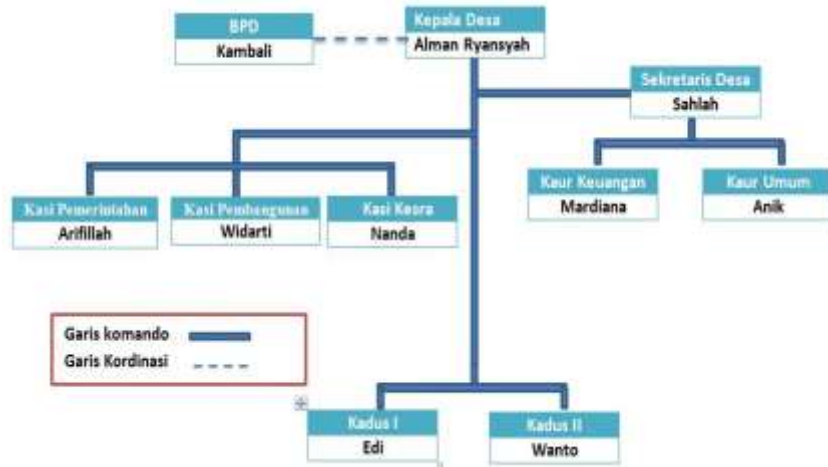 BPD
Kambali
Kepala Desa
Alman Ryansyah
Sekretaris Desa
Sahlah
Kaur Keuangan
Mardiana
Kaur Umum
Anik
Kasi Pemerintahan
Arifillah
Kasi Pembangunan
Widarti
Kasi Kesra
Nanda
Garis komando
Garis Kordinasi
Kadus I
Edi
Kadus II
Wanto